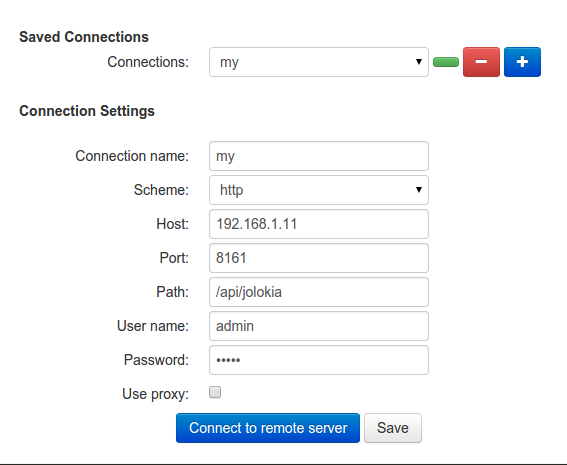 Saved Connections
Connections: my
Connection Settings
Connection name: my
Scheme: http
Host: 192.168.1.11
Port: 8161
Path: /api/jolokia
User name: admin
Password: •••••
Use proxy:
Connect to remote server Save